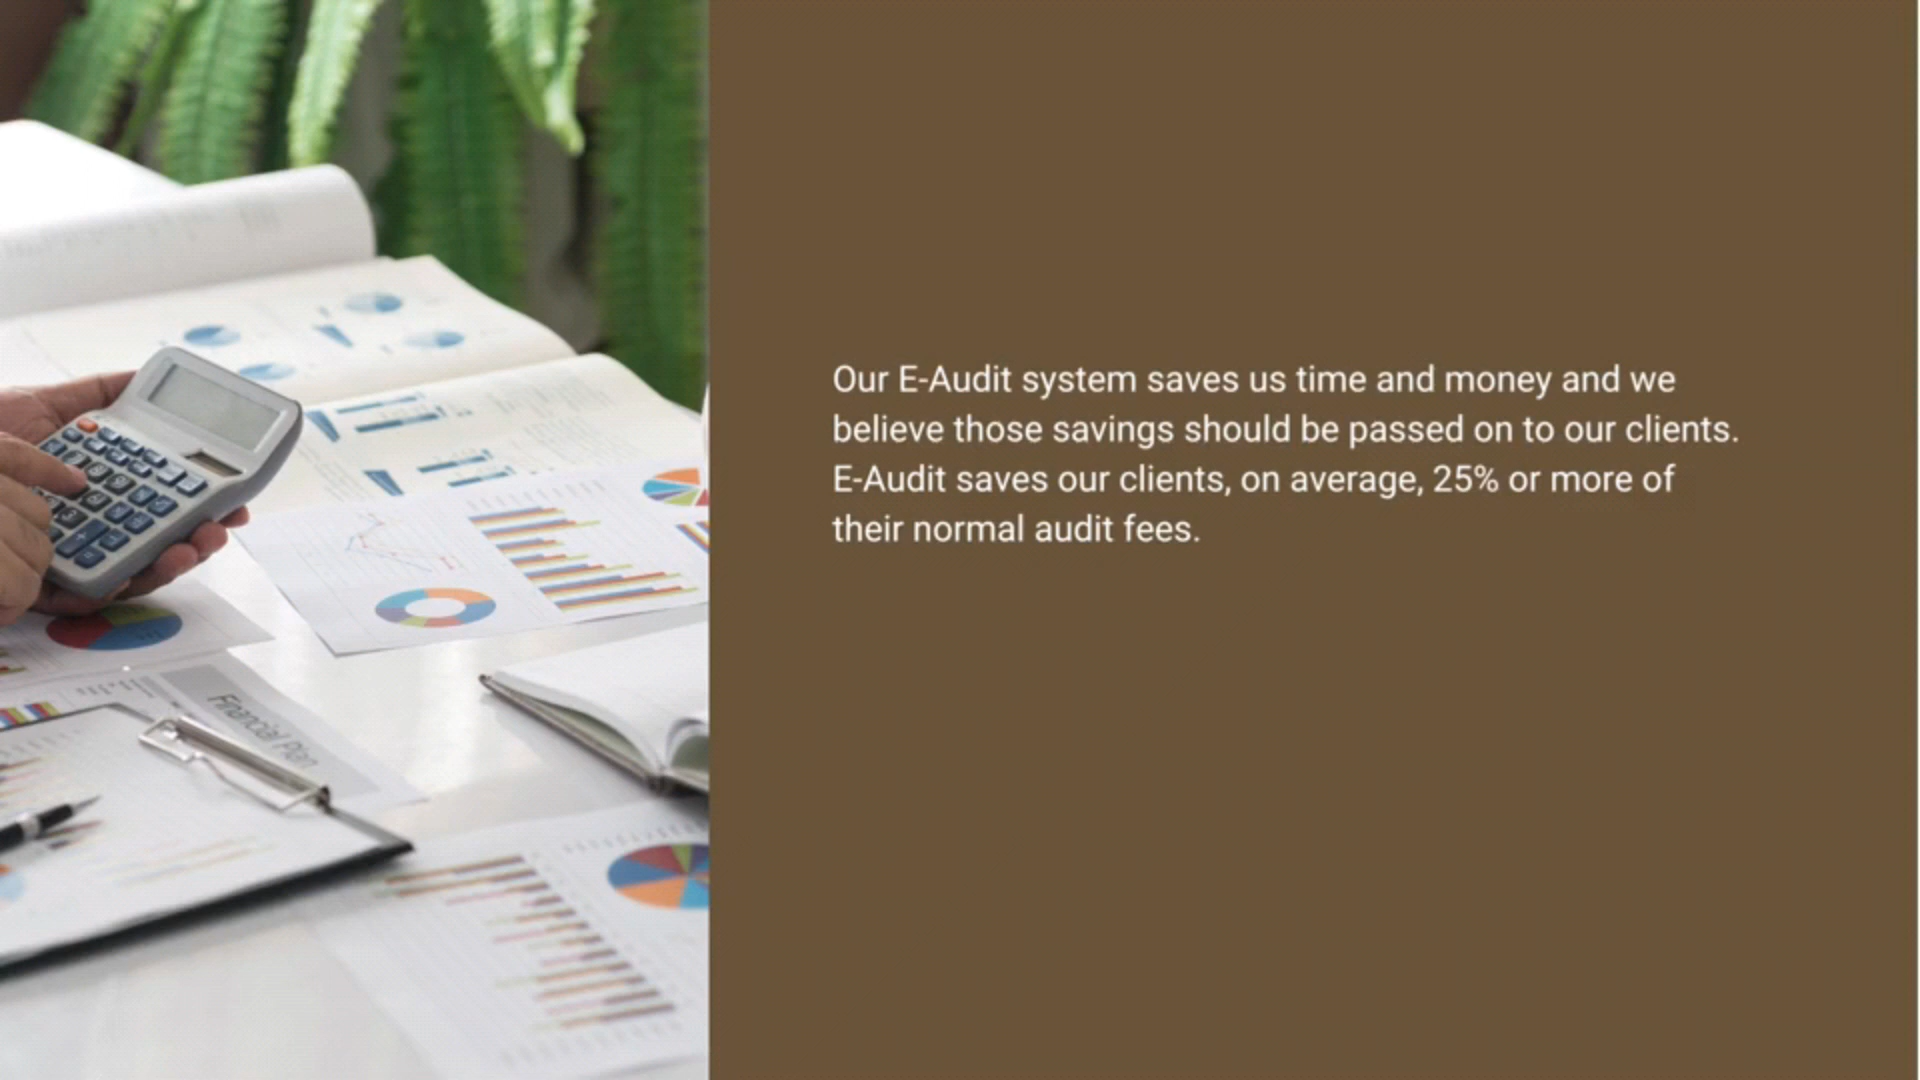 Our E-Audit system saves us time and money and we
believe those savings should be passed on to our clients.
E-Audit saves our clients, on average, 25% or more of
their normal audit fees.
Financial Plan